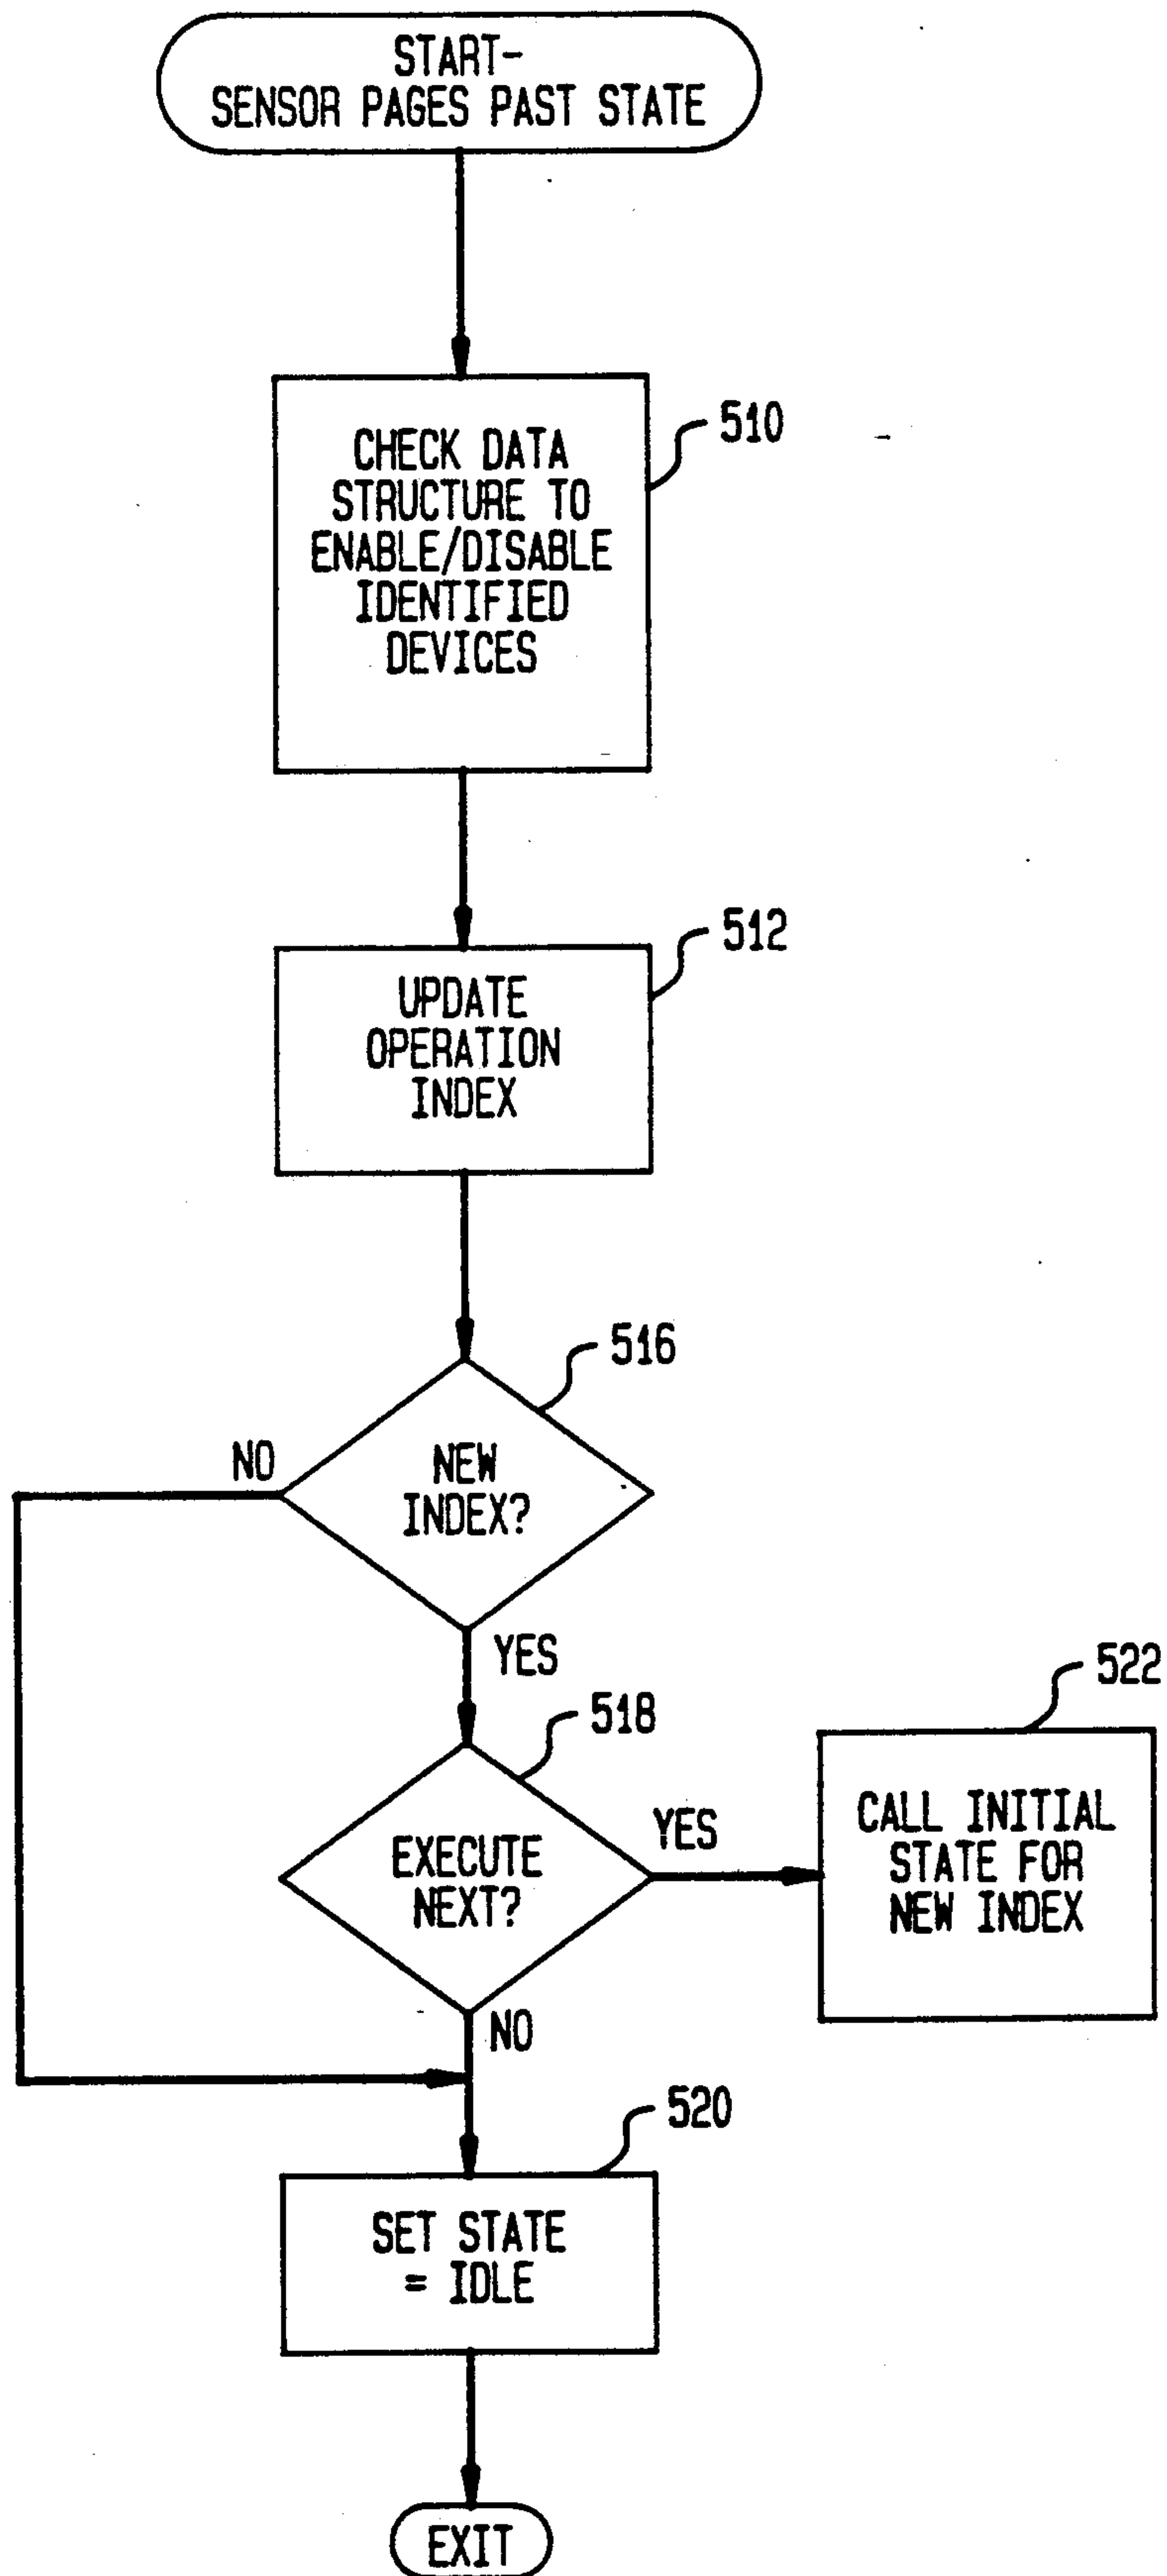 START-
SENSOR PAGES PAST STATE
510
CHECK DATA
STRUCTURE TO
ENABLE/DISABLE
IDENTIFIED
DEVICES
512
UPDATE
OPERATION
INDEX
516
NO
NEW
INDEX?
YES
522
518
CALL INITIAL
STATE FOR
NEW INDEX
YES
EXECUTE
NEXT?
NO
520
SET STATE
= IDLE
EXIT